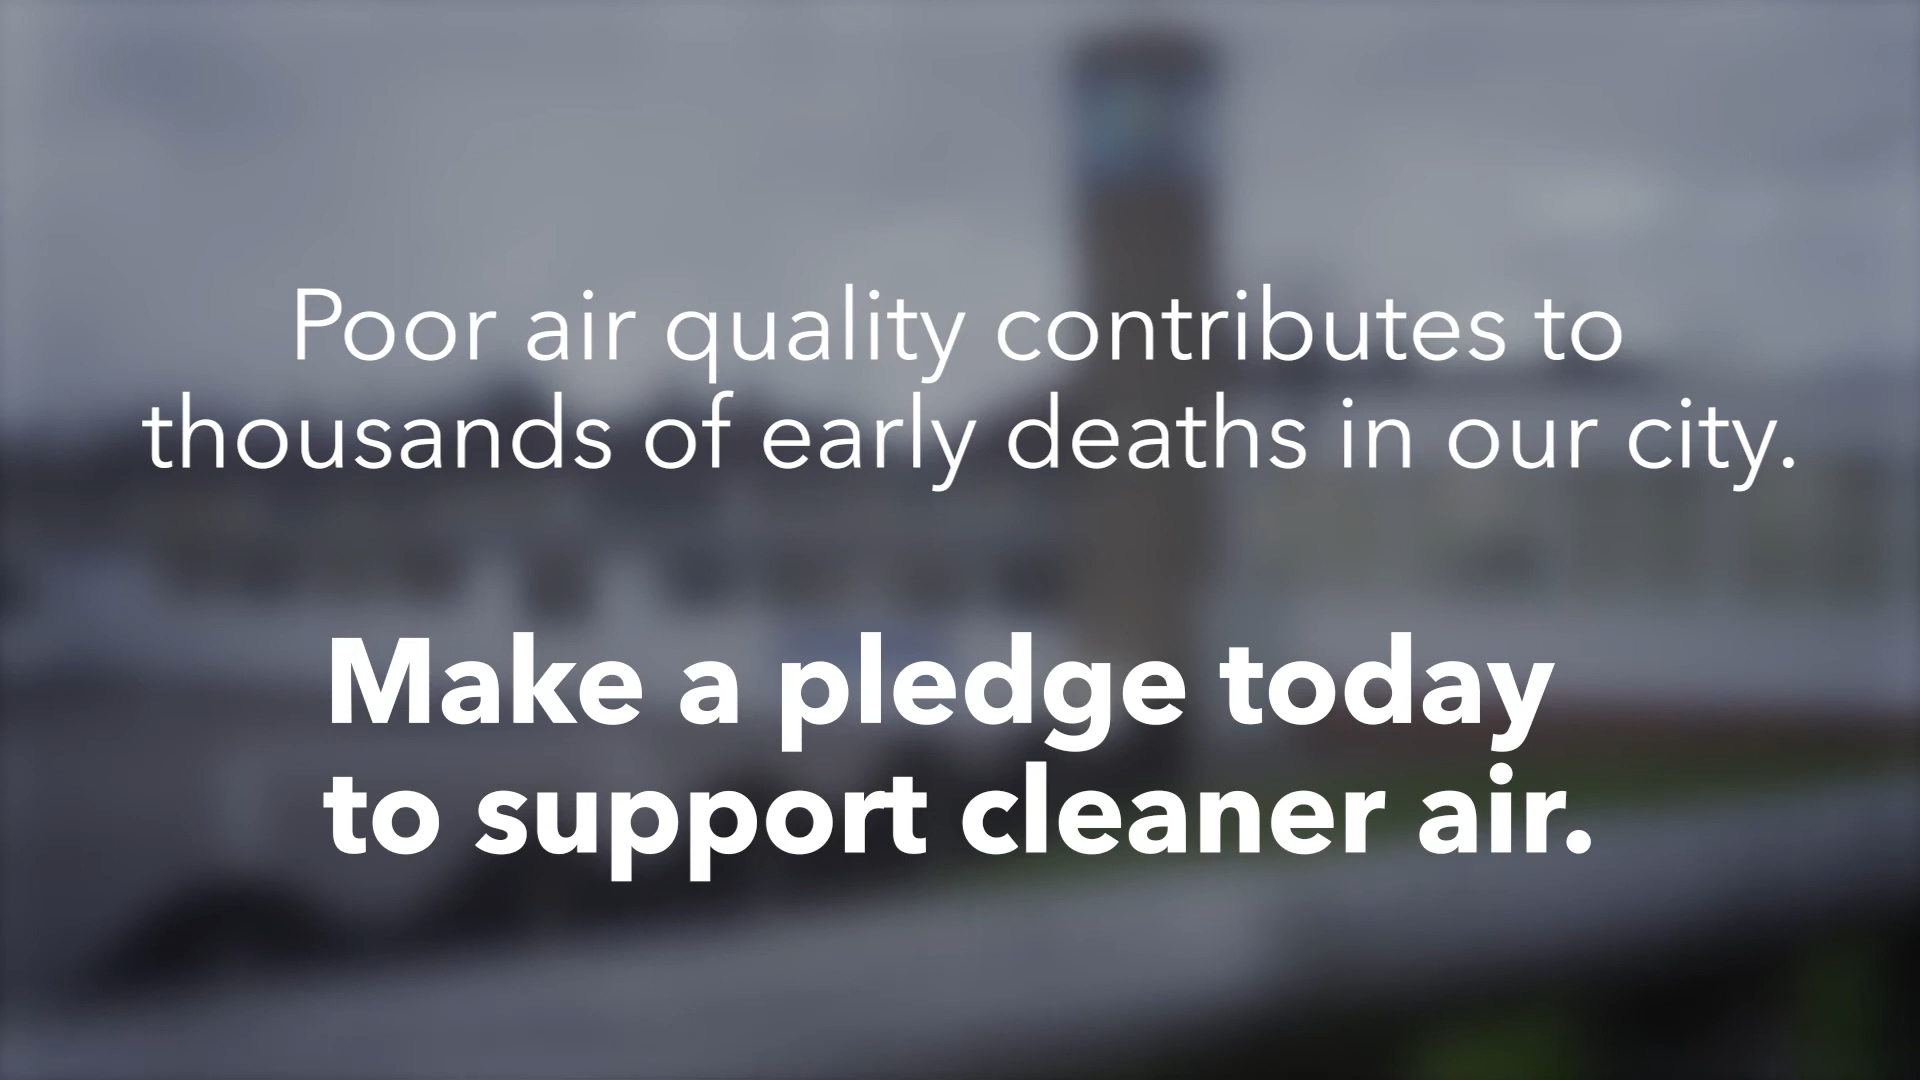 Poor air quality contributes to
thousands of early deaths in our city.
Make a pledge today
to support cleaner air.